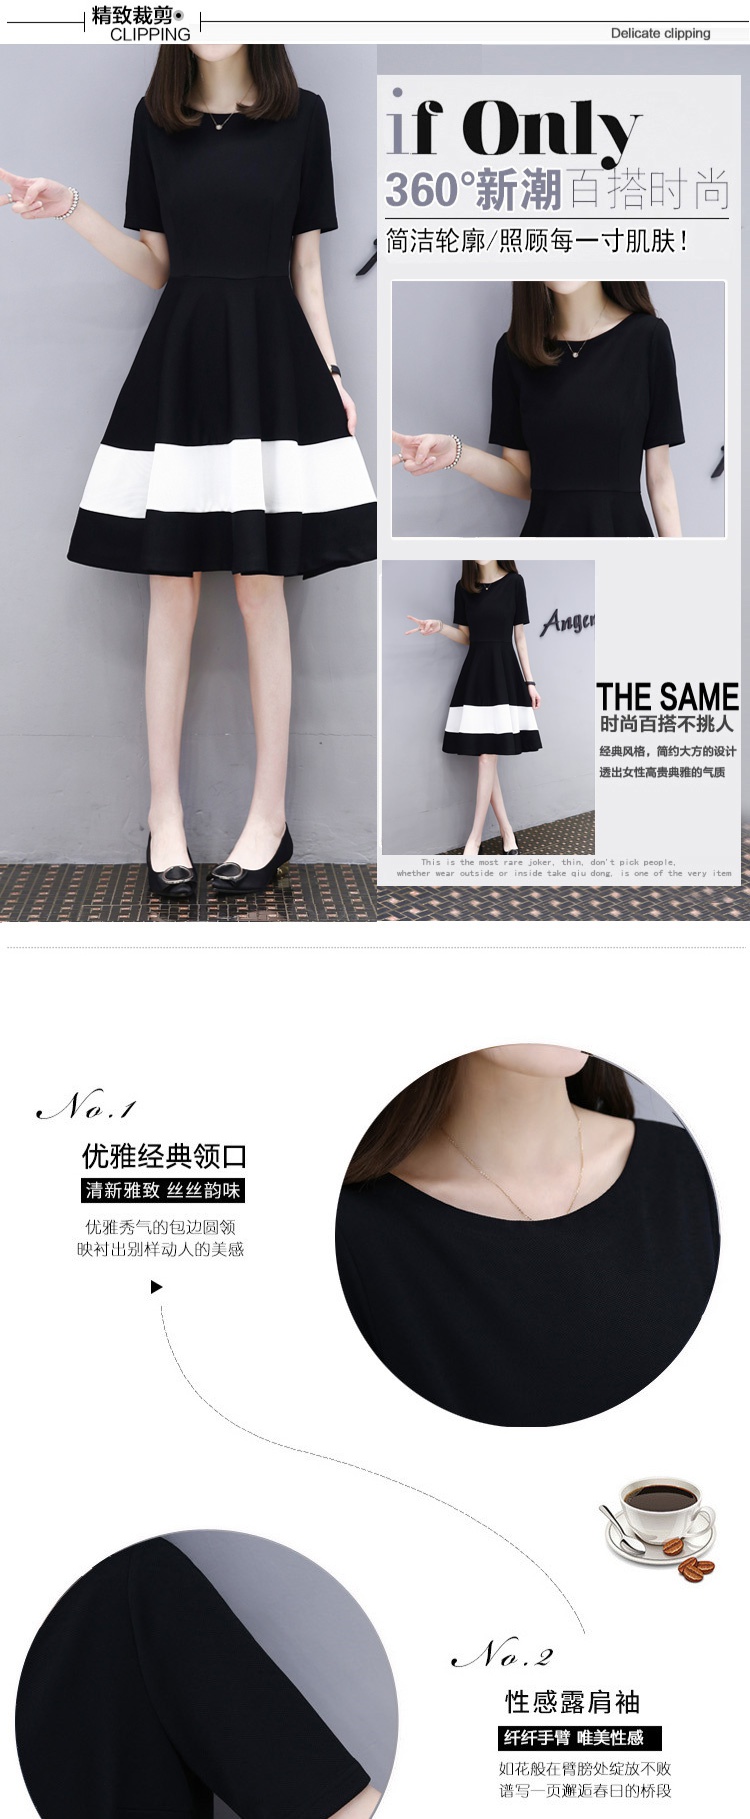 精致裁剪
CLIPPING
Delicate clipping
if Only
360°新潮百搭时尚
简洁轮廓/照顾每一寸肌肤！
Angen
THE SAME
时尚百搭不挑人
经典风格，简约大方的设计
透出女性高贵典雅的气质
This is the most rare joker, thin, don't pick people,
whether wear outside or inside take qiu dong, is one of the very item
No.1
优雅经典领口
清新雅致 丝丝韵味
优雅秀气的包边圆领
映衬出别样动人的美感
No.2
性感露肩袖
纤纤手臂 唯美性感
如花般在臂膀处绽放不败
谱写一页邂逅春日的桥段